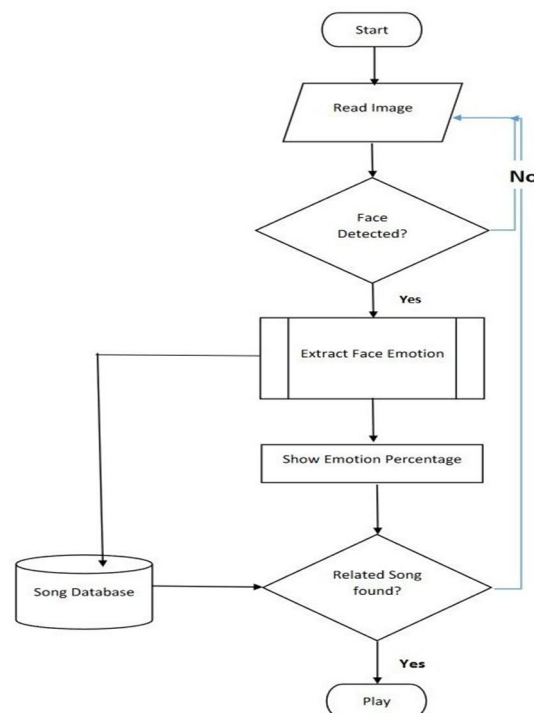 Start
Read Image
No
Face
Detected?
Yes
Extract Face Emotion
Show Emotion Percentage
Song Database
Related Song
found?
Yes
Play